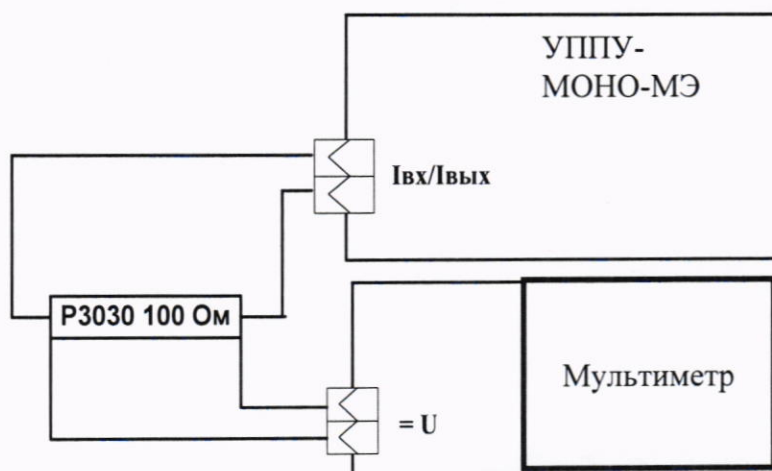 УППУ-
МОНО-МЭ
Iвх/Iвых
Р3030 100 Ом
Мультиметр
= U